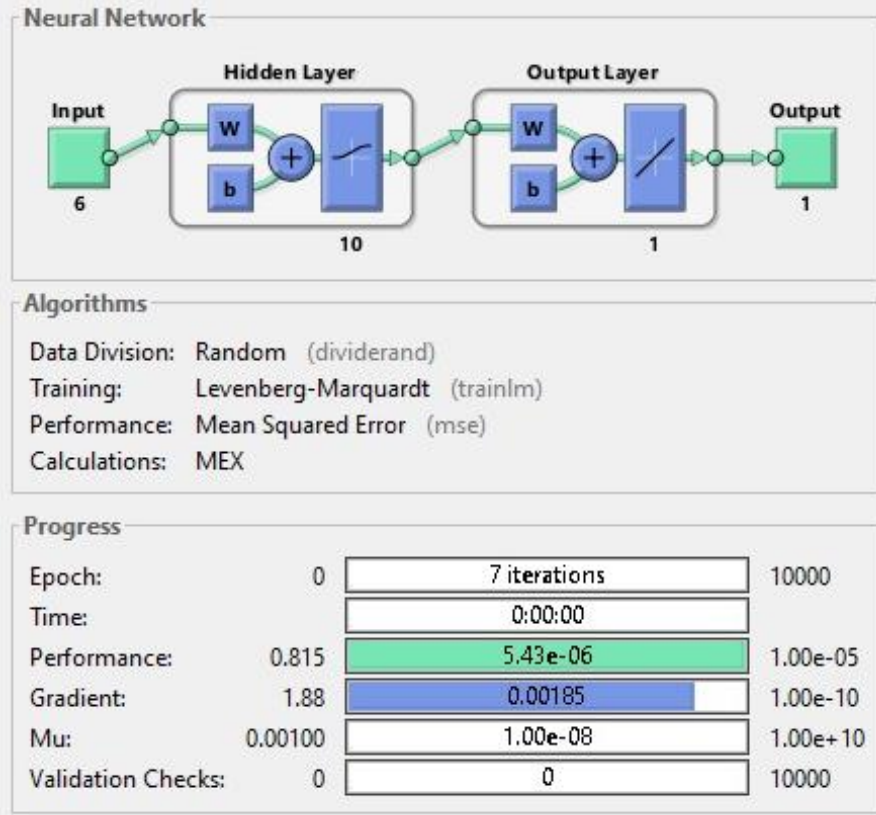 Neural Network
Hidden Layer
Output Layer
Input
Output
W
b
+
W
b
+
6
10
1
1
Algorithms
Data Division: Random (dividerand)
Training: Levenberg-Marquardt (trainlm)
Performance: Mean Squared Error (mse)
Calculations: MEX
Progress
Epoch: 0 7 iterations 10000
Time: 0:00:00
Performance: 0.815 5.43e-06 1.00e-05
Gradient: 1.88 0.00185 1.00e-10
Mu: 0.00100 1.00e-08 1.00e+10
Validation Checks: 0 0 10000